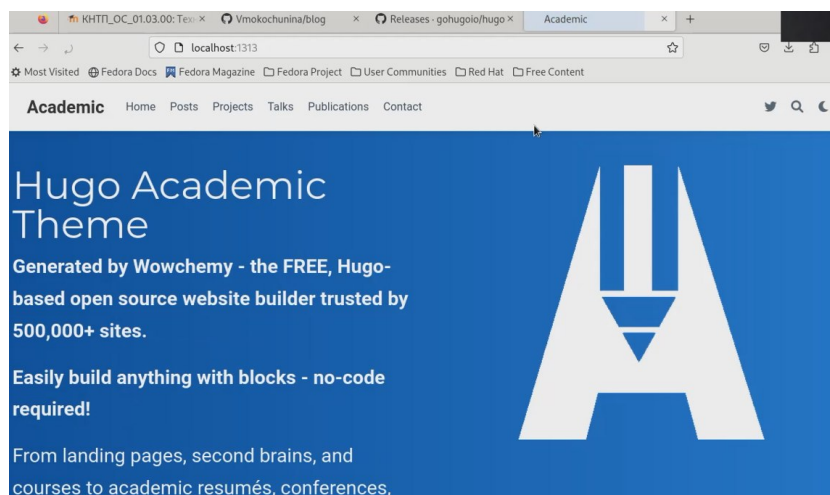 КНТП_ОС_01.03.00: Тех
Vmokochunina/blog
Releases · gohugoio/hugo
Academic
localhost:1313
Most Visited Fedora Docs Fedora Magazine Fedora Project User Communities Red Hat Free Content
Academic Home Posts Projects Talks Publications Contact
Hugo Academic
Theme
Generated by Wowchemy - the FREE, Hugo-
based open source website builder trusted by
500,000+ sites.
Easily build anything with blocks - no-code
required!
From landing pages, second brains, and
courses to academic resumés, conferences,